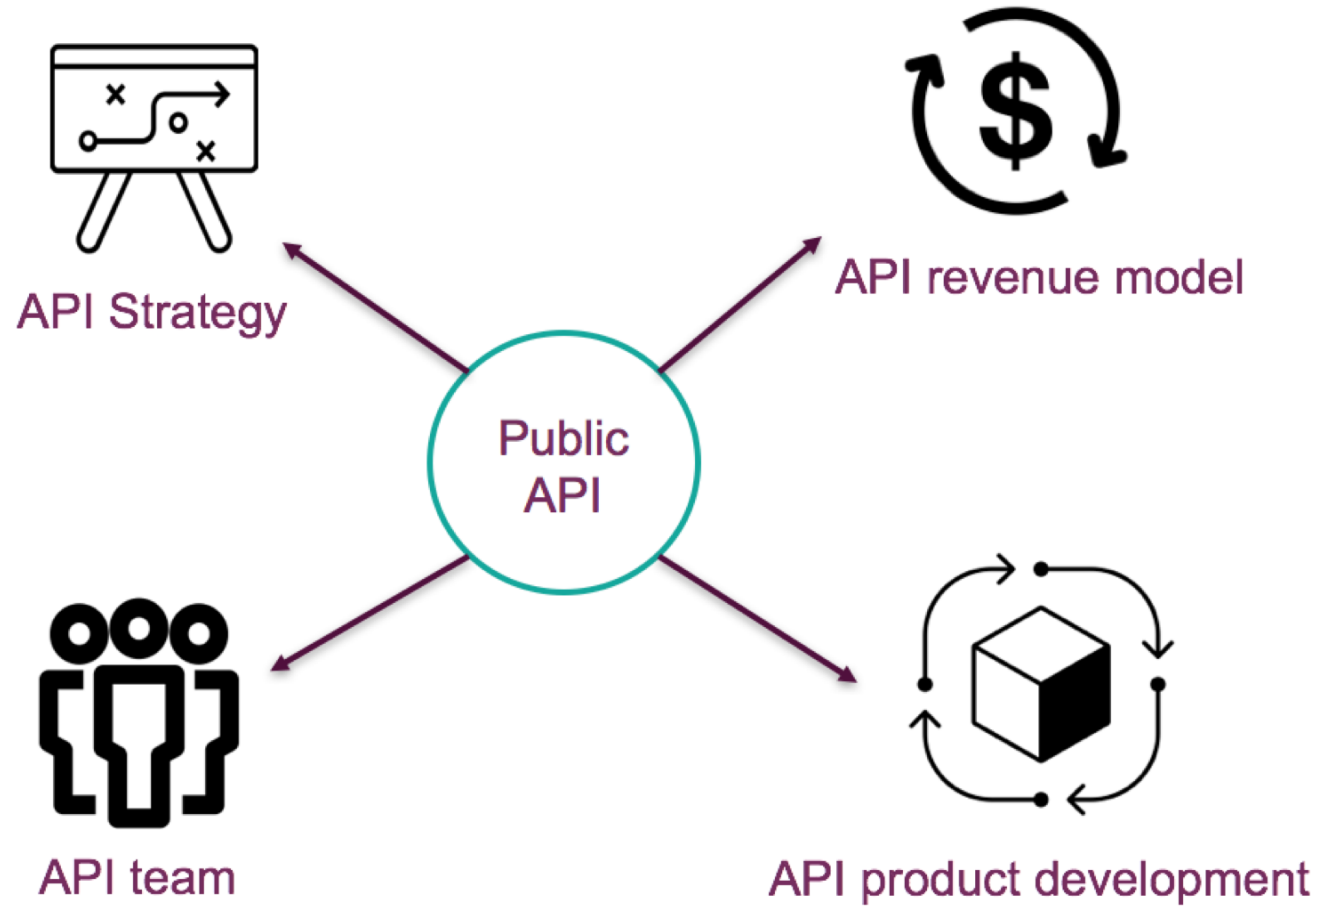 API Strategy
API revenue model
Public
API
API team
API product development